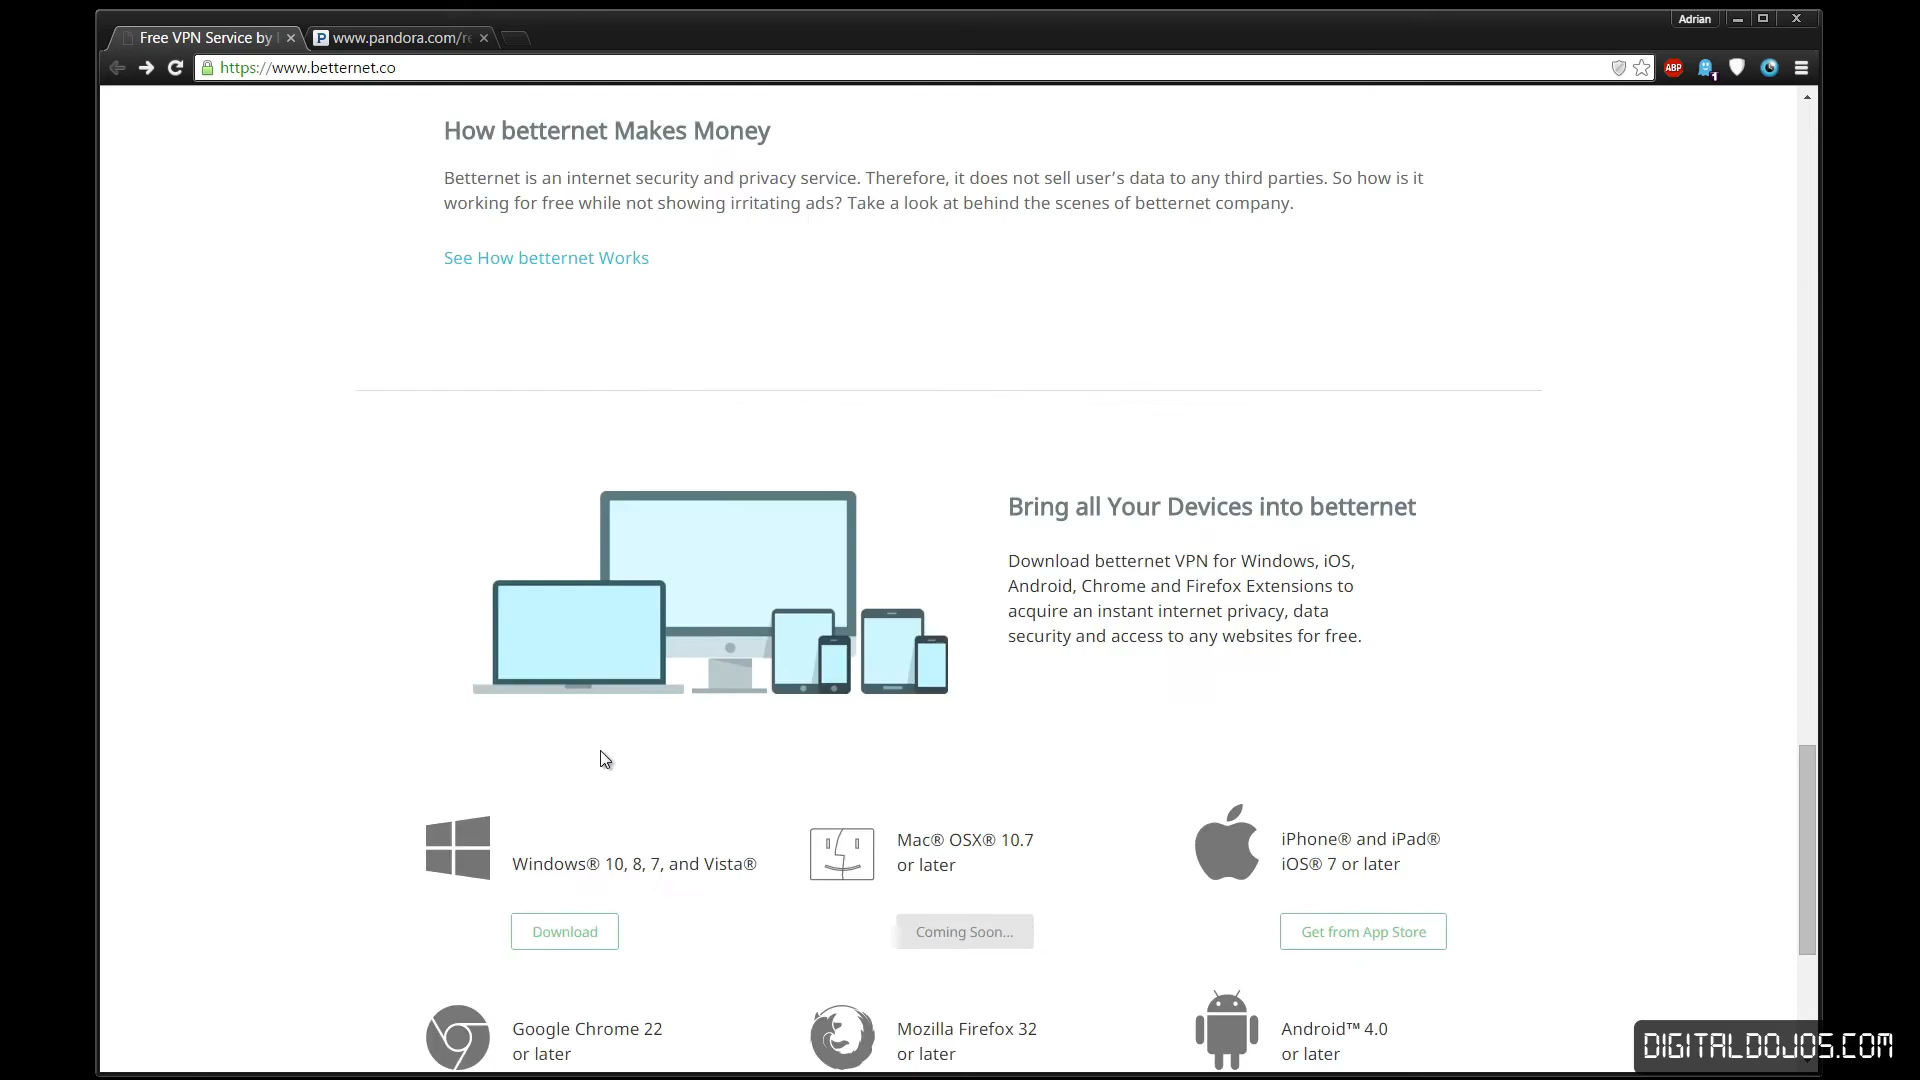 Adrian
Free VPN Service by
www.pandora.com/re
https://www.betternet.co
ABP
1
How betternet Makes Money
Betternet is an internet security and privacy service. Therefore, it does not sell user’s data to any third parties. So how is it
working for free while not showing irritating ads? Take a look at behind the scenes of betternet company.
See How betternet Works
Bring all Your Devices into betternet
Download betternet VPN for Windows, iOS,
Android, Chrome and Firefox Extensions to
acquire an instant internet privacy, data
security and access to any websites for free.
Windows® 10, 8, 7, and Vista®
Download
Mac® OSX® 10.7
or later
Coming Soon...
iPhone® and iPad®
iOS® 7 or later
Get from App Store
Google Chrome 22
or later
Mozilla Firefox 32
or later
Android™ 4.0
or later
DIGITALDOJOS.COM